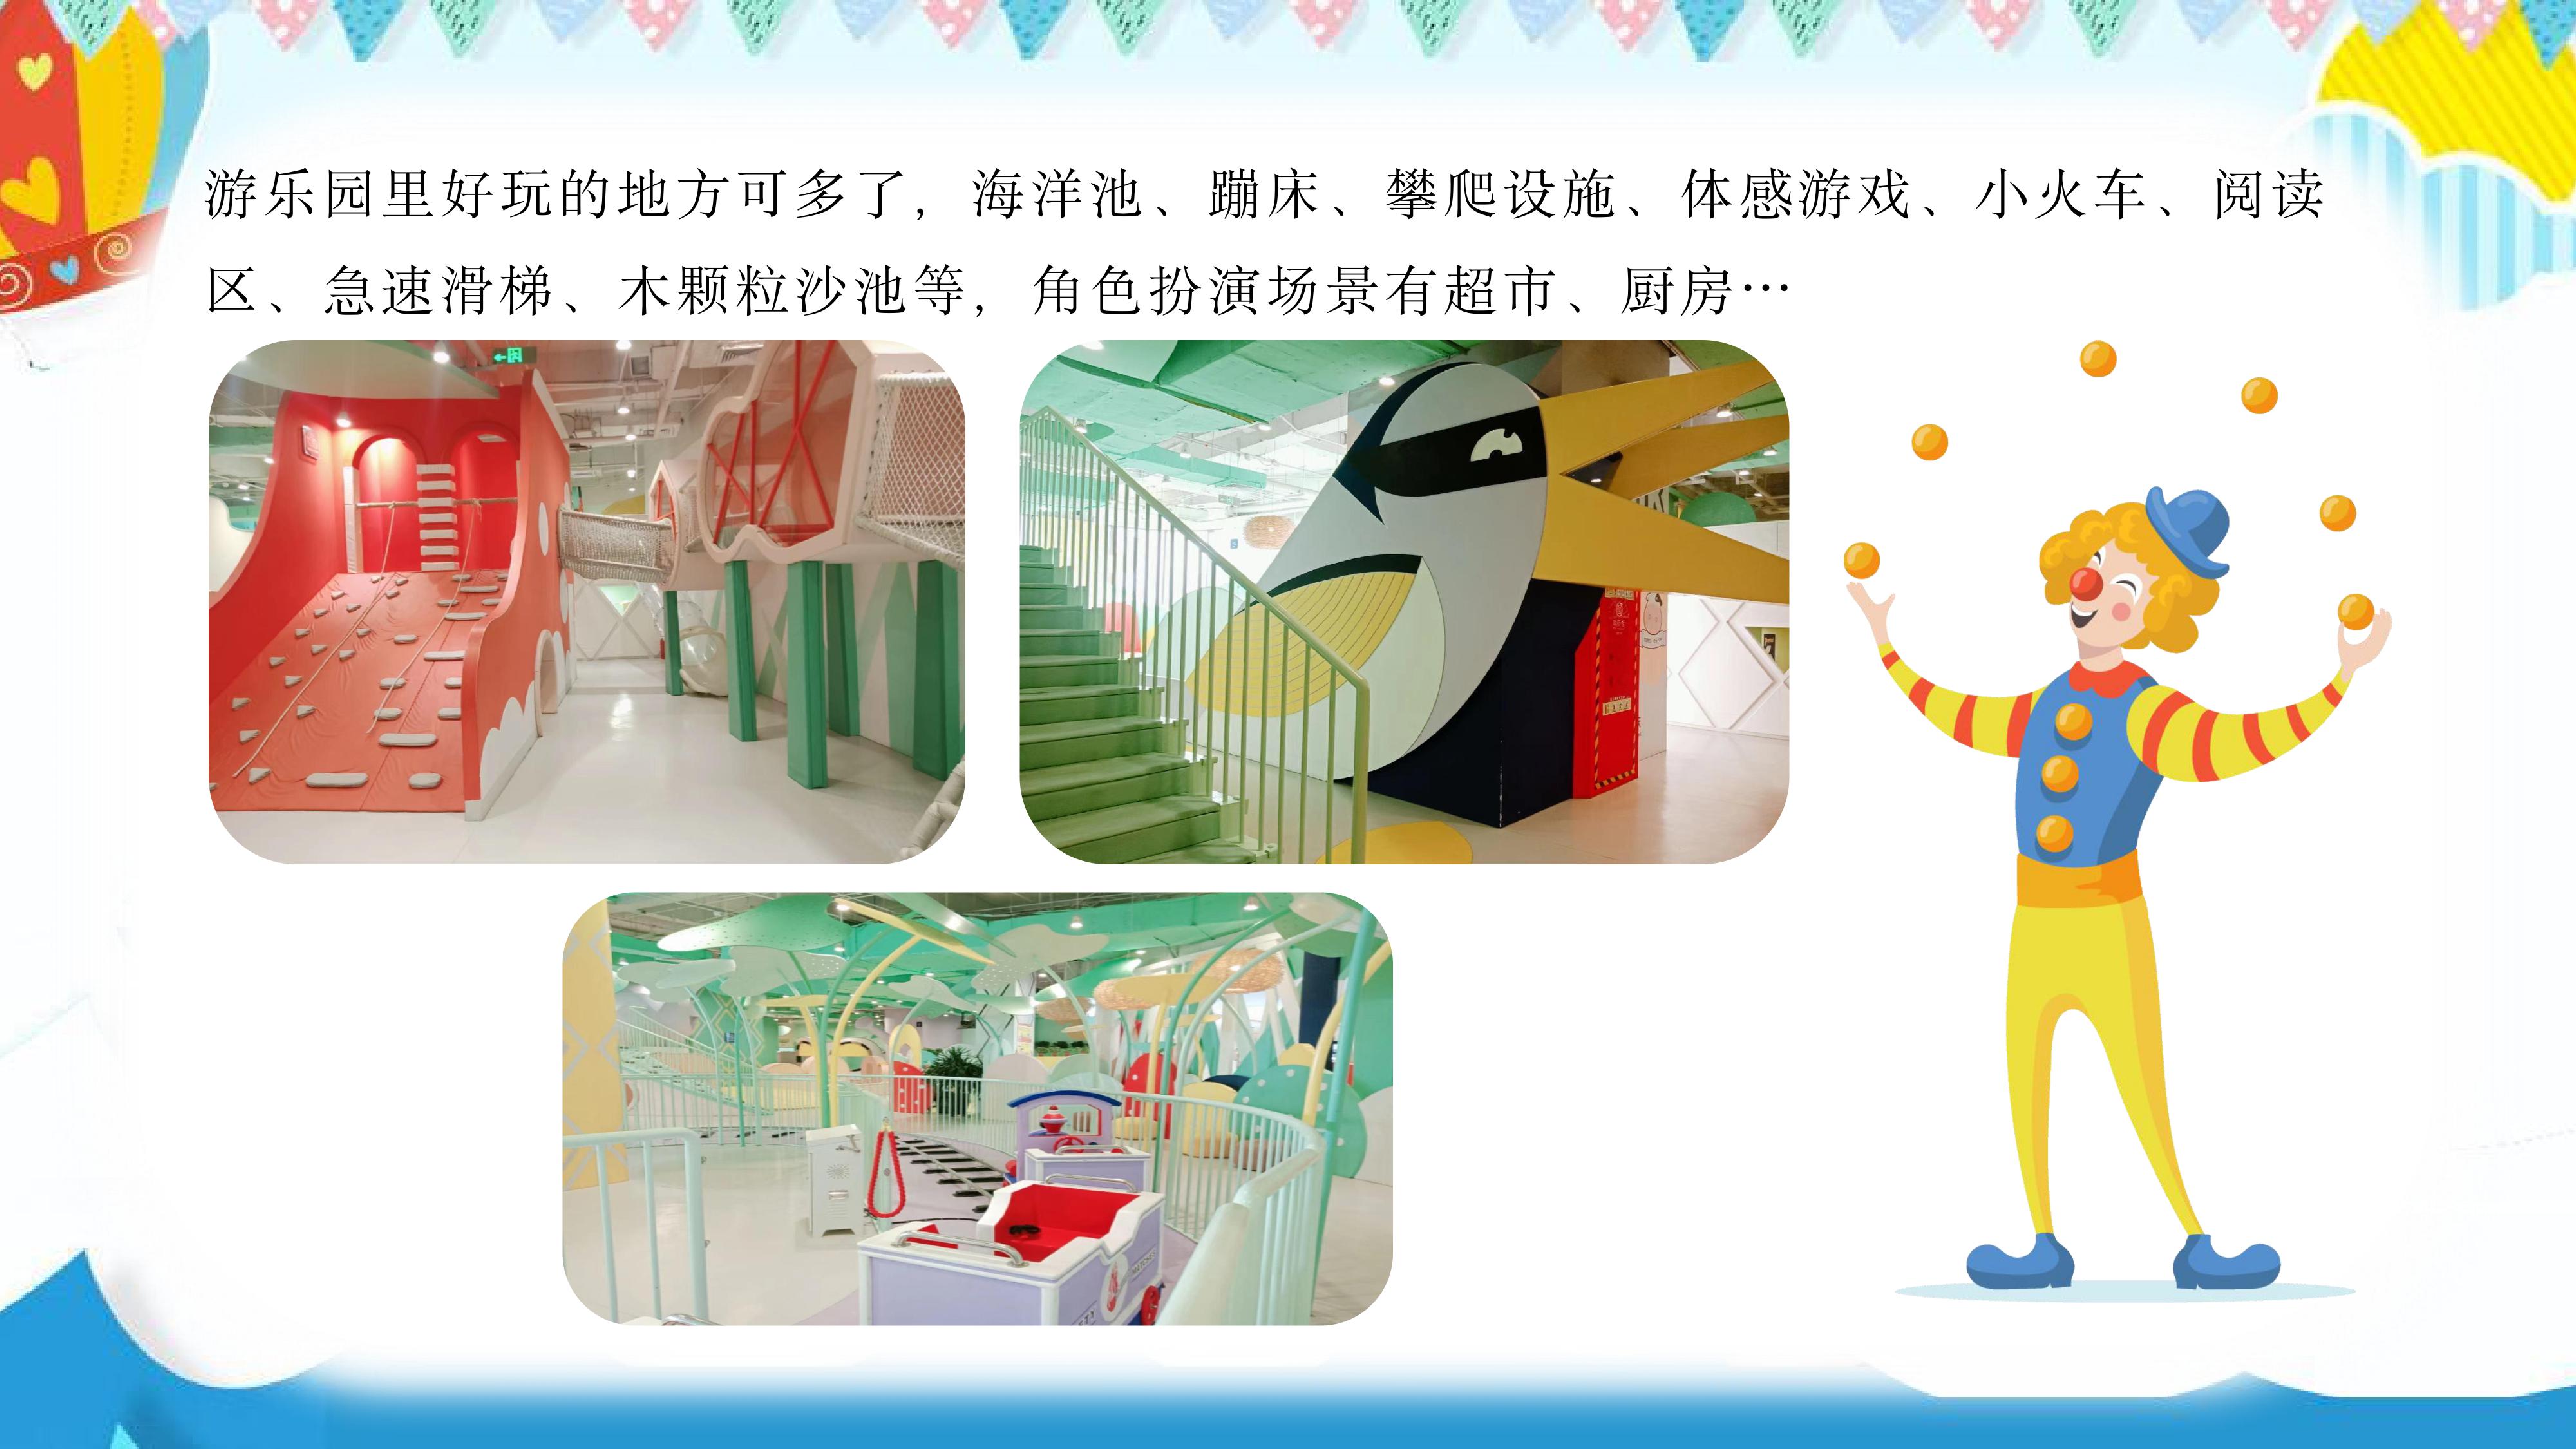 游乐园里好玩的地方可多了，海洋池、蹦床、攀爬设施、体感游戏、小火车、阅读
区、急速滑梯、木颗粒沙池等，角色扮演场景有超市、厨房…